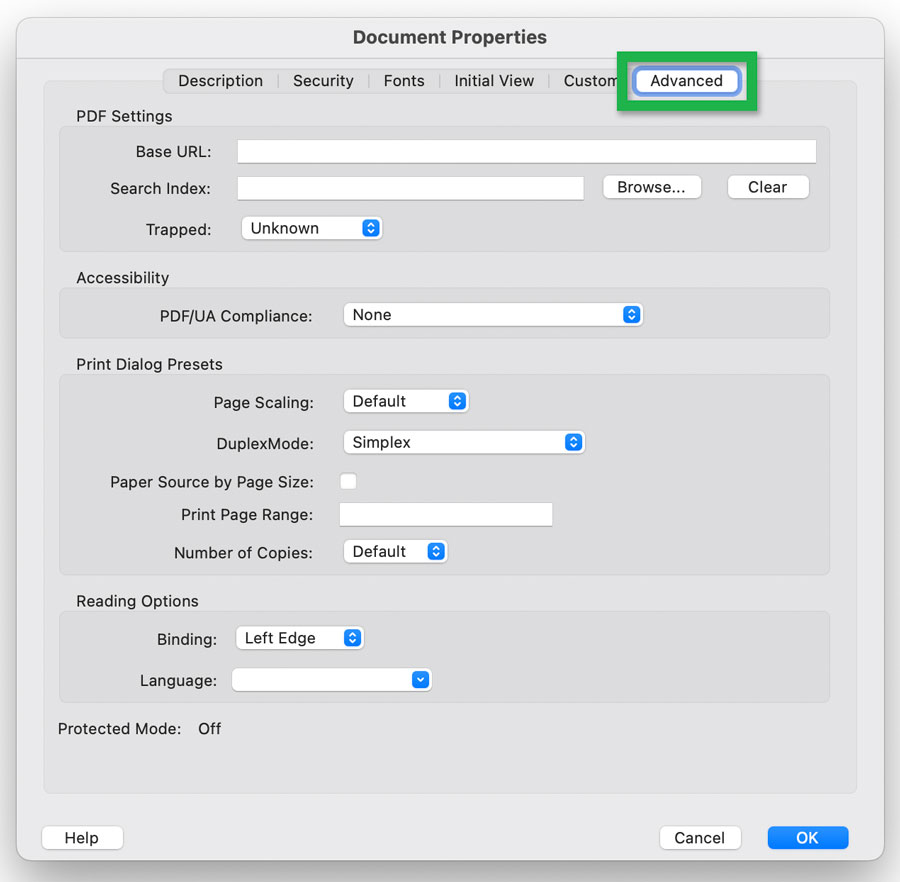 Document Properties
Description Security Fonts Initial View Custom Advanced
PDF Settings
Base URL:
Search Index: Browse... Clear
Trapped: Unknown
Accessibility
PDF/UA Compliance: None
Print Dialog Presets
Page Scaling: Default
DuplexMode: Simplex
Paper Source by Page Size:
Print Page Range:
Number of Copies: Default
Reading Options
Binding: Left Edge
Language:
Protected Mode: Off
Help Cancel OK